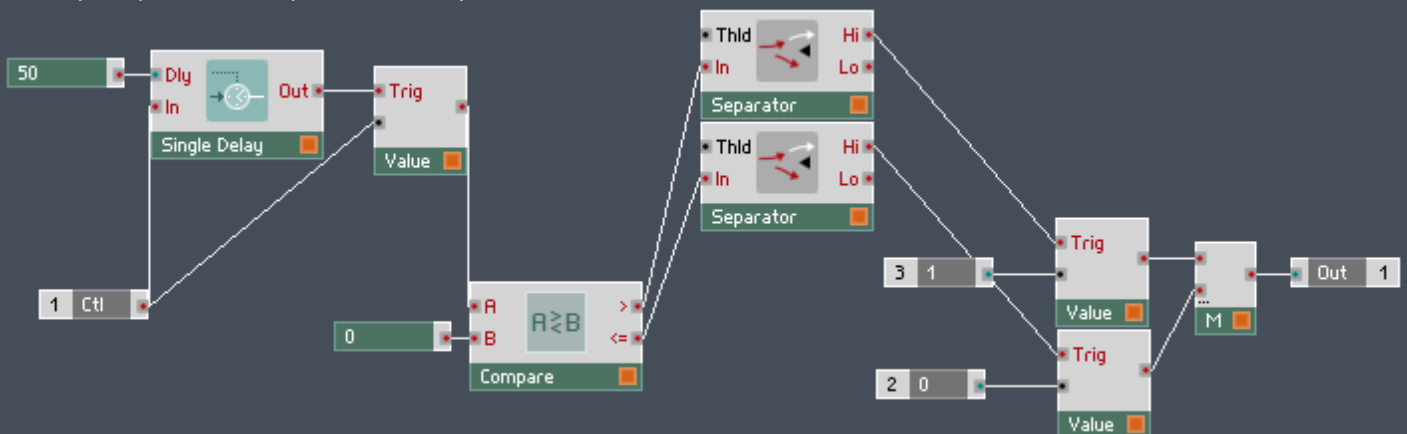 50
Dly
In
Out
Single Delay
Trig
Value
1 Ctl
0
A
B
A≷B
>
<=
Compare
Thld
In
Hi
Lo
Separator
Thld
In
Hi
Lo
Separator
3 1
2 0
Trig
Value
Trig
Value
...
M
Out 1